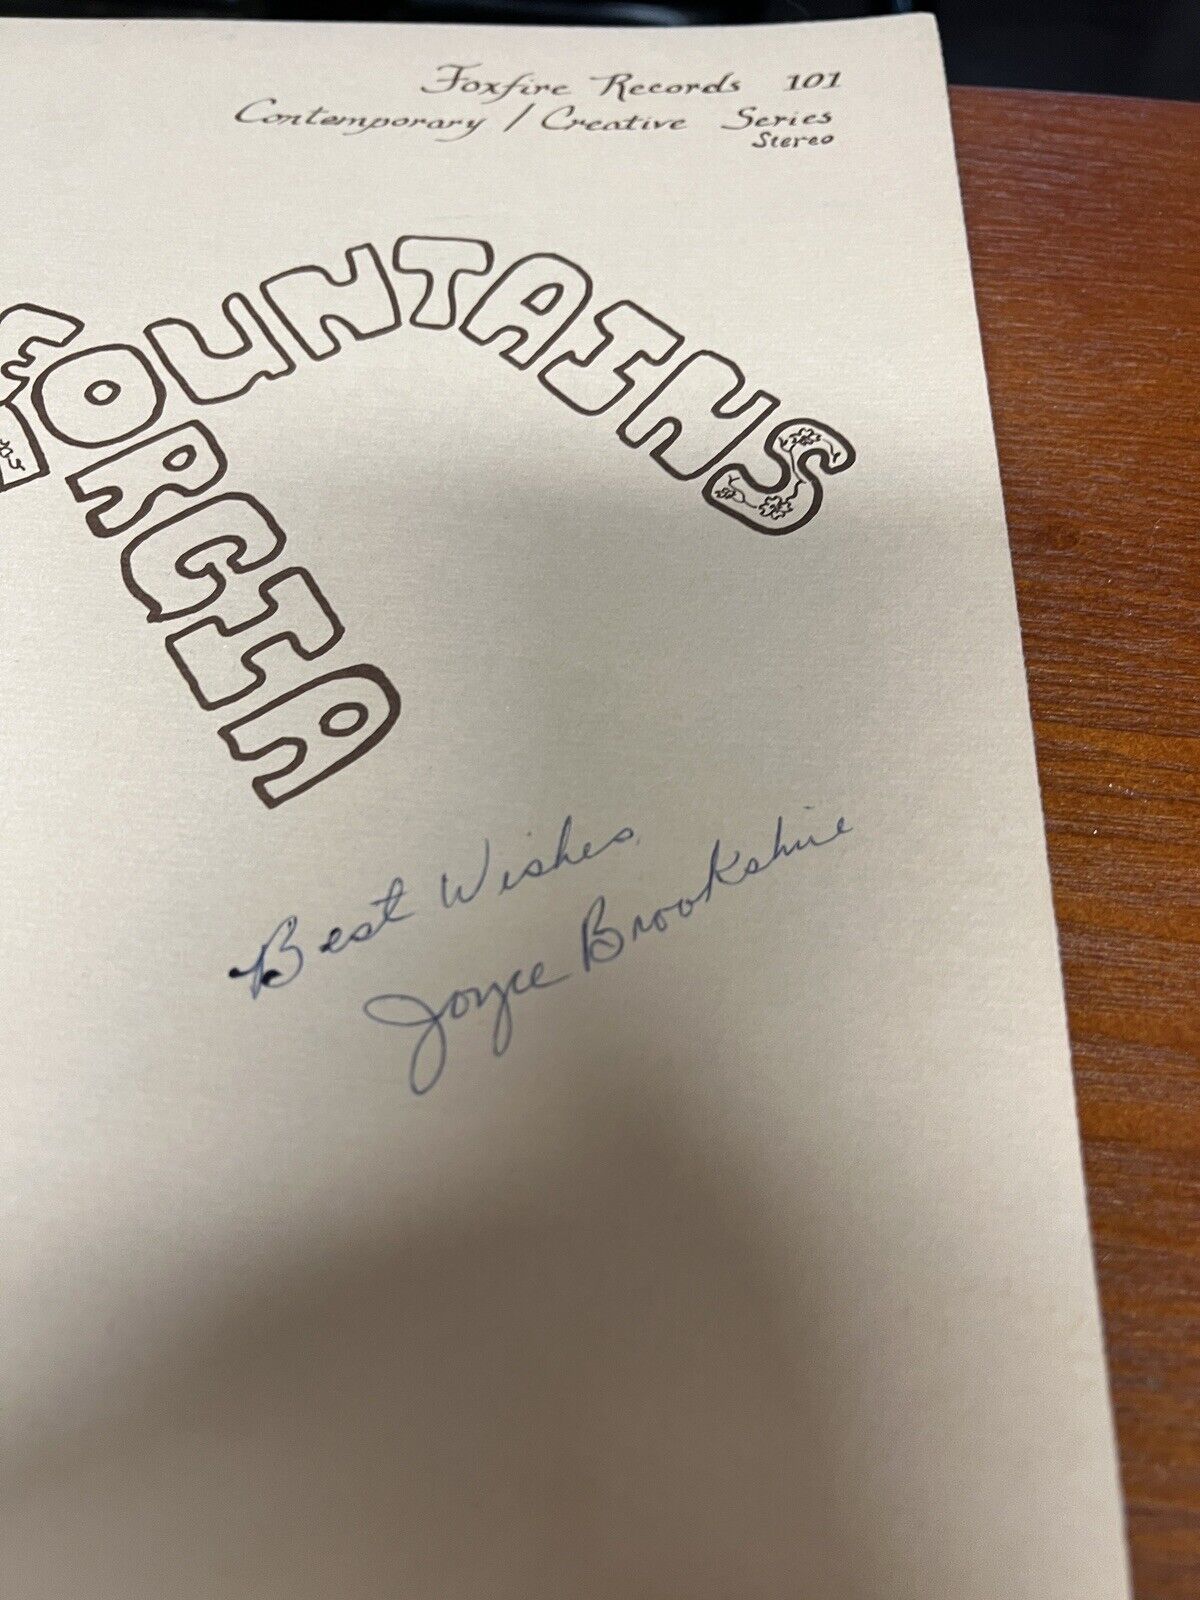 Foxfire Records 101
Contemporary / Creative Series
Stereo
OUNTAINS
ORGIA
Best Wishes,
Joyce Brookshire